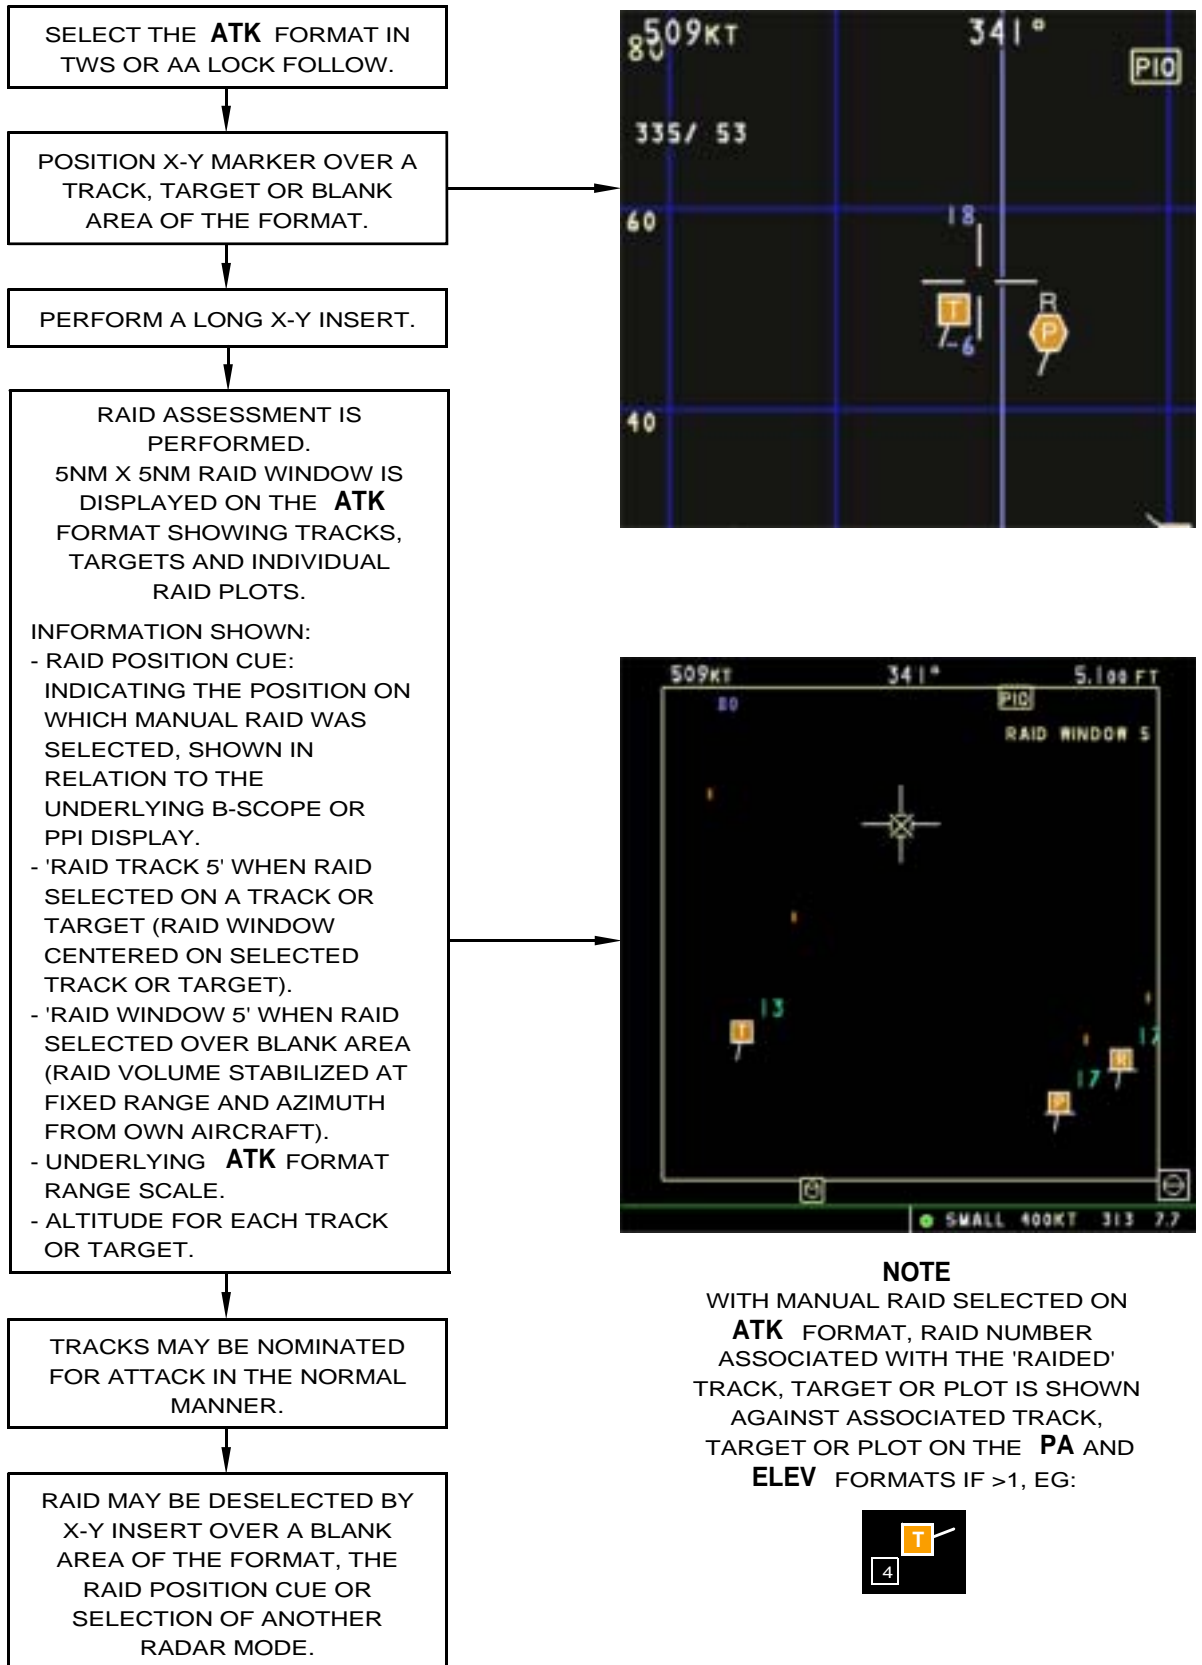 SELECT THE ATK FORMAT IN
TWS OR AA LOCK FOLLOW.
POSITION X-Y MARKER OVER A
TRACK, TARGET OR BLANK
AREA OF THE FORMAT.
PERFORM A LONG X-Y INSERT.
RAID ASSESSMENT IS
PERFORMED.
5NM X 5NM RAID WINDOW IS
DISPLAYED ON THE ATK
FORMAT SHOWING TRACKS,
TARGETS AND INDIVIDUAL
RAID PLOTS.
INFORMATION SHOWN:
- RAID POSITION CUE:
INDICATING THE POSITION ON
WHICH MANUAL RAID WAS
SELECTED, SHOWN IN
RELATION TO THE
UNDERLYING B-SCOPE OR
PPI DISPLAY.
- 'RAID TRACK 5' WHEN RAID
SELECTED ON A TRACK OR
TARGET (RAID WINDOW
CENTERED ON SELECTED
TRACK OR TARGET).
- 'RAID WINDOW 5' WHEN RAID
SELECTED OVER BLANK AREA
(RAID VOLUME STABILIZED AT
FIXED RANGE AND AZIMUTH
FROM OWN AIRCRAFT).
- UNDERLYING ATK FORMAT
RANGE SCALE.
- ALTITUDE FOR EACH TRACK
OR TARGET.
TRACKS MAY BE NOMINATED
FOR ATTACK IN THE NORMAL
MANNER.
RAID MAY BE DESELECTED BY
X-Y INSERT OVER A BLANK
AREA OF THE FORMAT, THE
RAID POSITION CUE OR
SELECTION OF ANOTHER
RADAR MODE.
509KT 341°
80
P10
335/ 53
60
18
T
R
P
-6
40
509KT 341° 5,100 FT
80
P10
RAID WINDOW 5
13
T
17
R
17
P
SMALL 400KT 313 7.7
NOTE
WITH MANUAL RAID SELECTED ON
ATK FORMAT, RAID NUMBER
ASSOCIATED WITH THE 'RAIDED'
TRACK, TARGET OR PLOT IS SHOWN
AGAINST ASSOCIATED TRACK,
TARGET OR PLOT ON THE PA AND
ELEV FORMATS IF >1, EG:
T
4